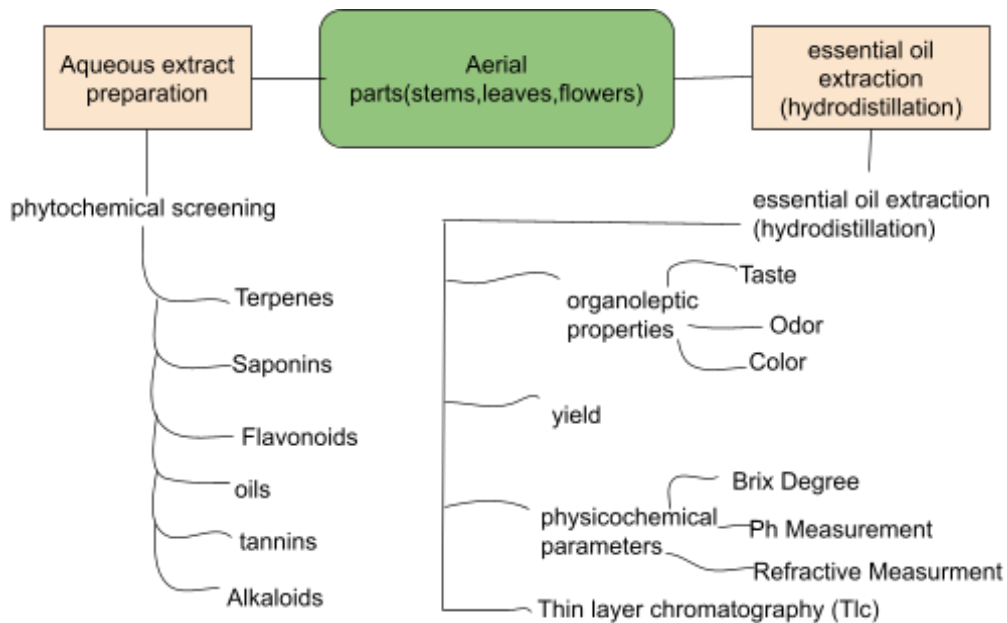 Aqueous extract
preparation
Aerial
parts(stems,leaves,flowers)
essential oil
extraction
(hydrodistillation)
phytochemical screening
Terpenes
Saponins
Flavonoids
oils
tannins
Alkaloids
essential oil extraction
(hydrodistillation)
organoleptic
properties
Taste
Odor
Color
yield
physicochemical
parameters
Brix Degree
Ph Measurement
Refractive Measurment
Thin layer chromatography (Tlc)